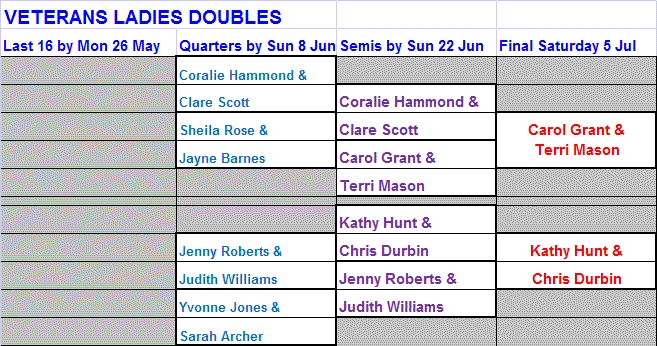 VETERANS LADIES DOUBLES
Last 16 by Mon 26 May Quarters by Sun 8 Jun Semis by Sun 22 Jun Final Saturday 5 Jul
Coralie Hammond &
Clare Scott Coralie Hammond &
Sheila Rose & Clare Scott Carol Grant &
Jayne Barnes Carol Grant & Terri Mason
Terri Mason
Kathy Hunt &
Jenny Roberts & Chris Durbin Kathy Hunt &
Judith Williams Jenny Roberts & Chris Durbin
Yvonne Jones & Judith Williams
Sarah Archer